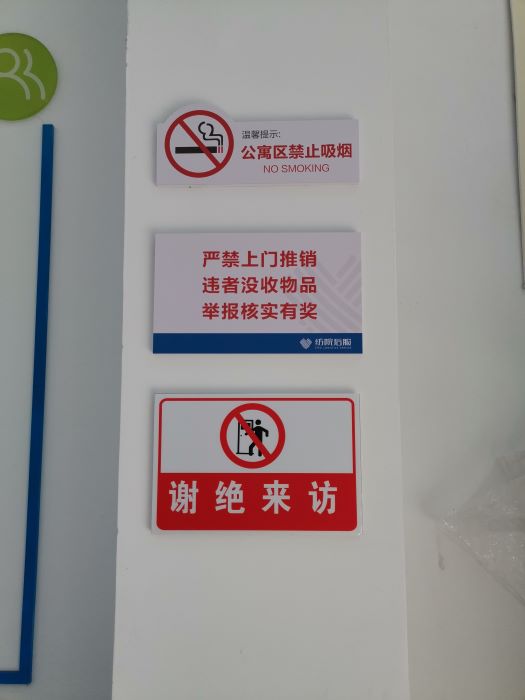 温馨提示:
公寓区禁止吸烟
NO SMOKING
严禁上门推销
违者没收物品
举报核实有奖
纺院后服
谢绝来访